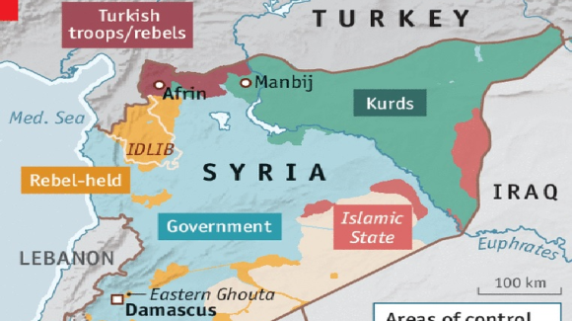 Turkish
troops/rebels
TURKEY
Manbij
Afrin
Kurds
Med. Sea
IDLIB
SYRIA
Rebel-held
IRAQ
Government
Islamic
State
Euphrates
LEBANON
100 km
Eastern Ghouta
Damascus
Areas of control